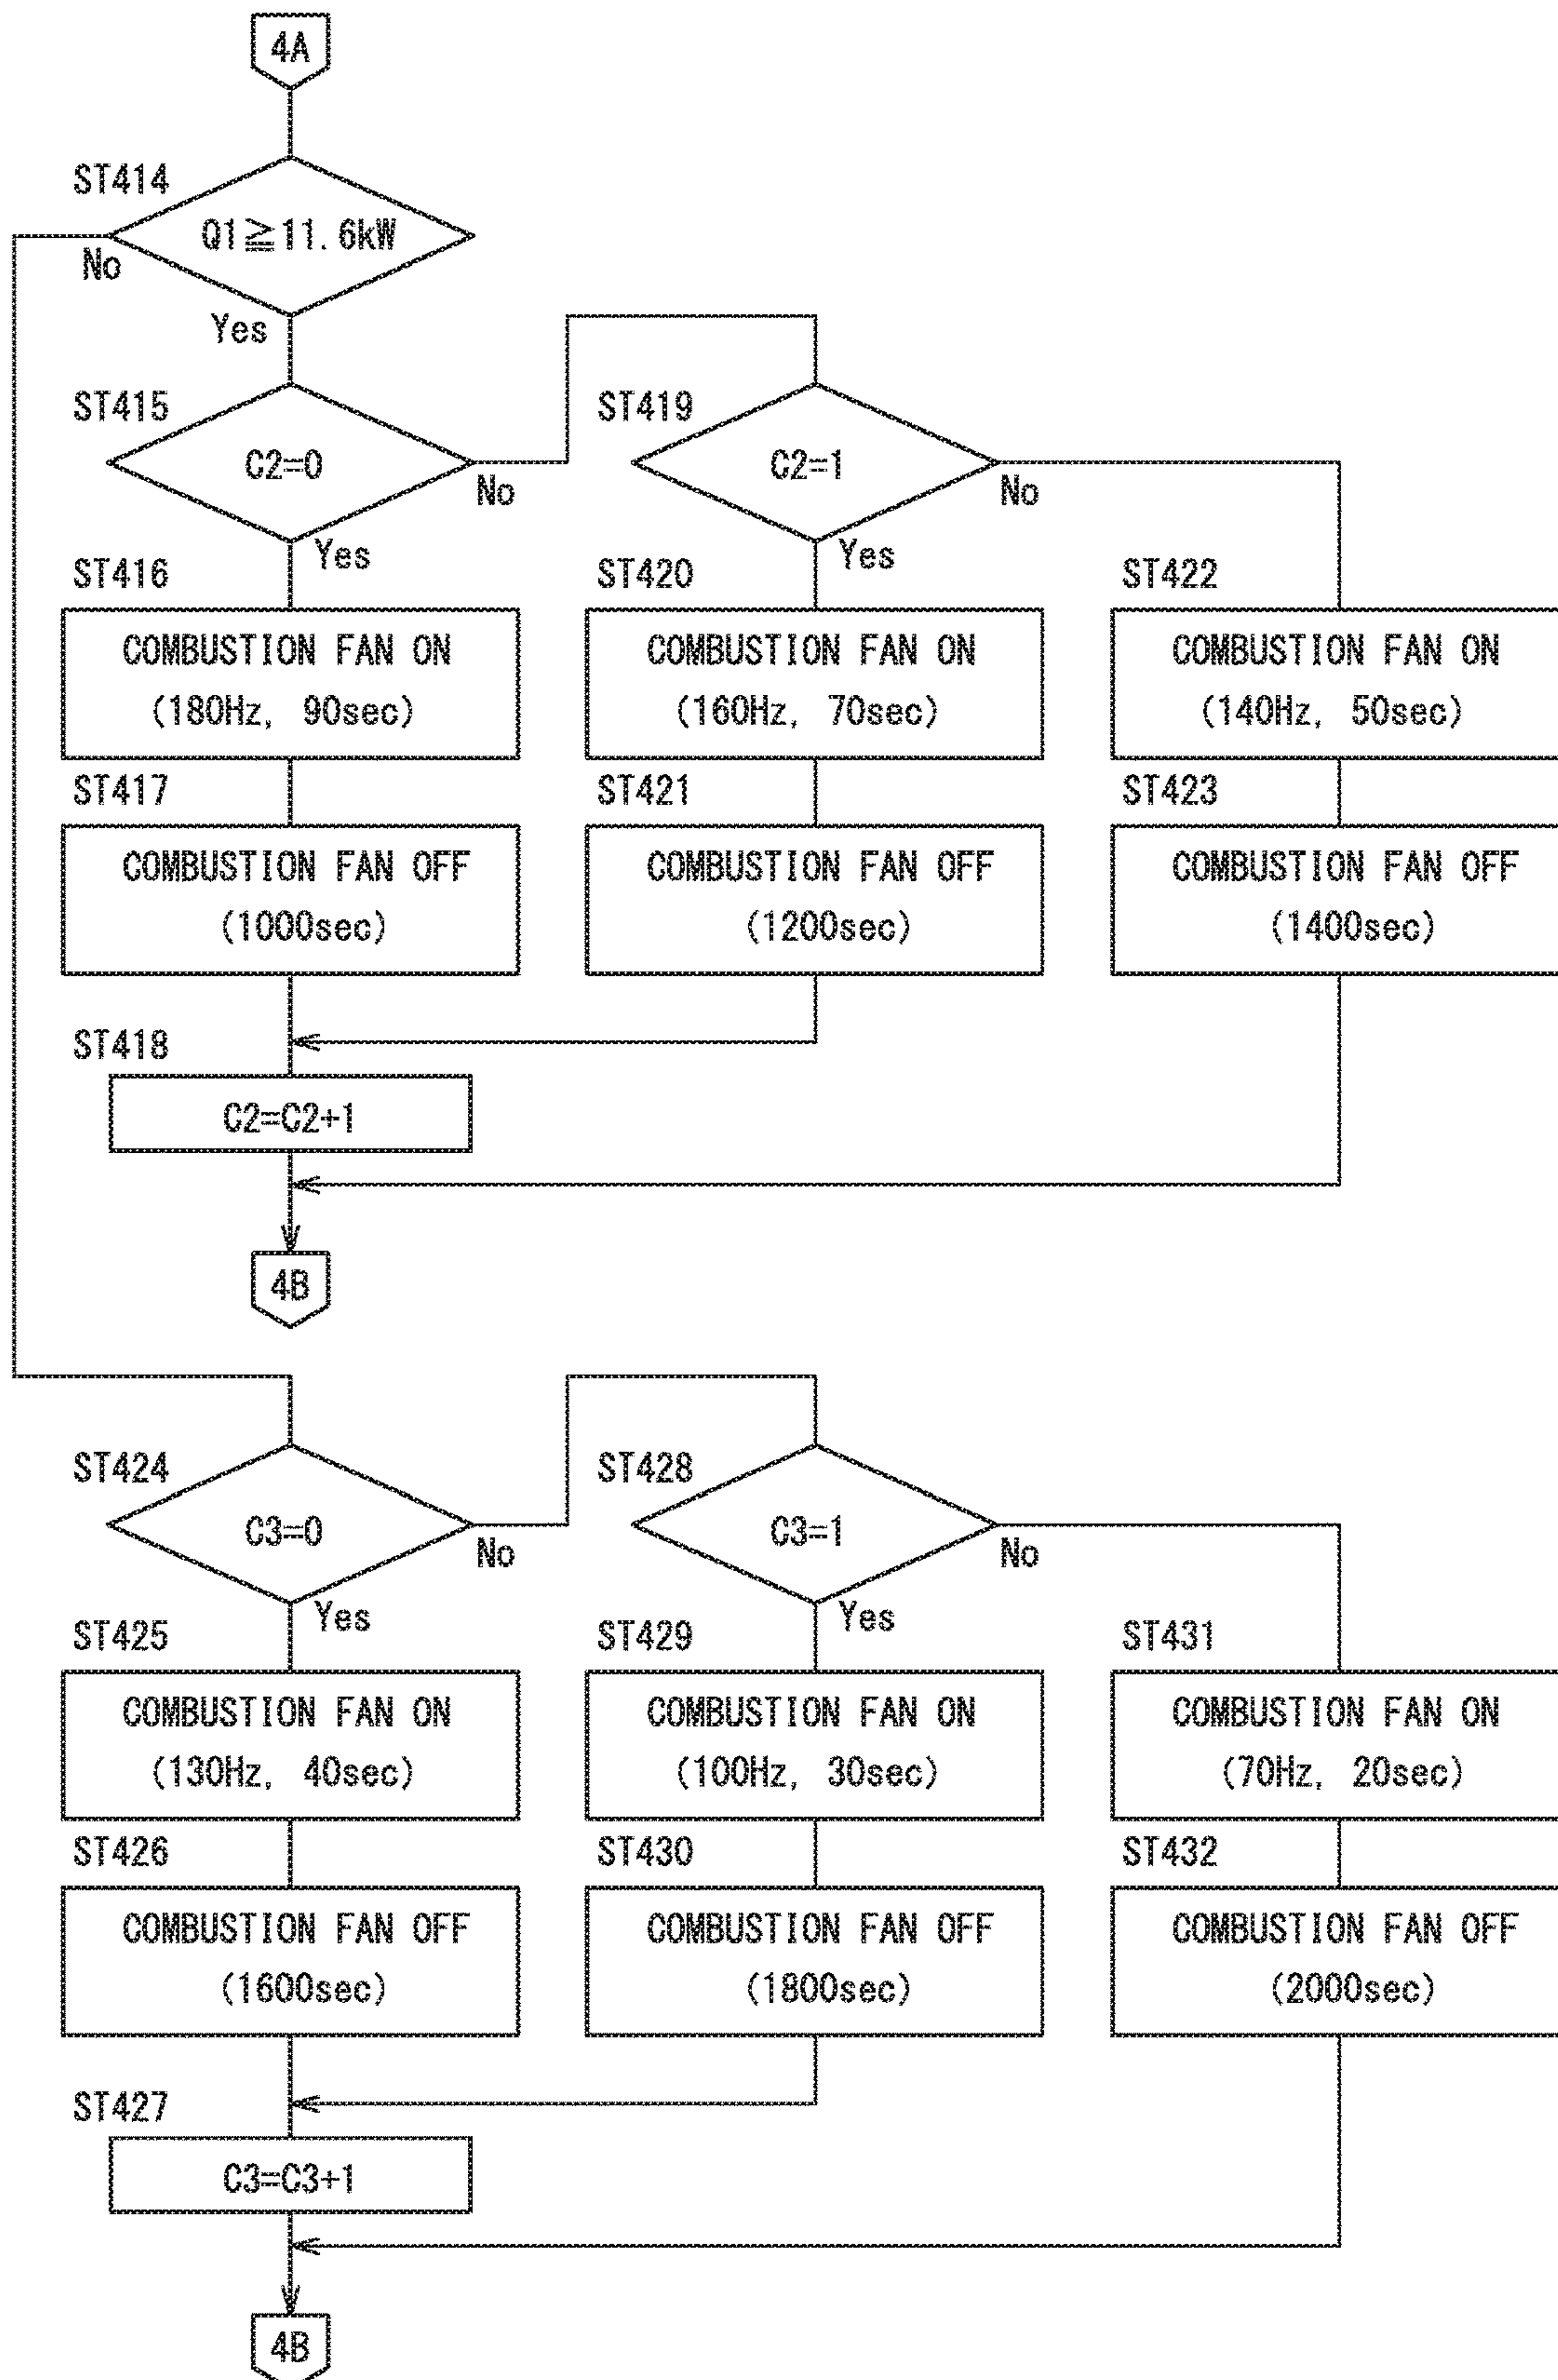 4A
ST414
Q1≧11.6kW
No
Yes
ST415
C2=0
No
Yes
ST419
C2=1
No
Yes
ST416
COMBUSTION FAN ON
(180Hz, 90sec)
ST420
COMBUSTION FAN ON
(160Hz, 70sec)
ST422
COMBUSTION FAN ON
(140Hz, 50sec)
ST417
COMBUSTION FAN OFF
(1000sec)
ST421
COMBUSTION FAN OFF
(1200sec)
ST423
COMBUSTION FAN OFF
(1400sec)
ST418
C2=C2+1
4B
ST424
C3=0
No
Yes
ST428
C3=1
No
Yes
ST425
COMBUSTION FAN ON
(130Hz, 40sec)
ST429
COMBUSTION FAN ON
(100Hz, 30sec)
ST431
COMBUSTION FAN ON
(70Hz, 20sec)
ST426
COMBUSTION FAN OFF
(1600sec)
ST430
COMBUSTION FAN OFF
(1800sec)
ST432
COMBUSTION FAN OFF
(2000sec)
ST427
C3=C3+1
4B